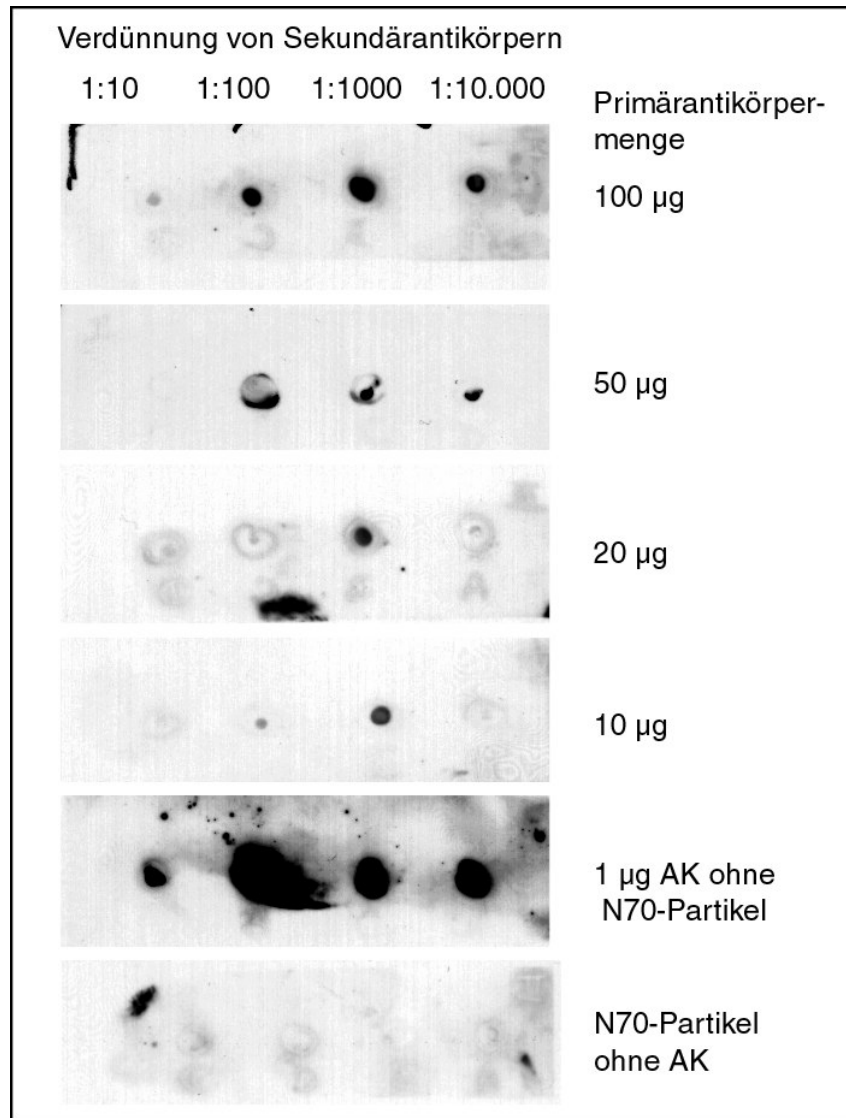 Verdünnung von Sekundärantikörpern
1:10 1:100 1:1000 1:10.000
Primärantikörper-
menge
100 µg
50 µg
20 µg
10 µg
1 µg AK ohne
N70-Partikel
N70-Partikel
ohne AK